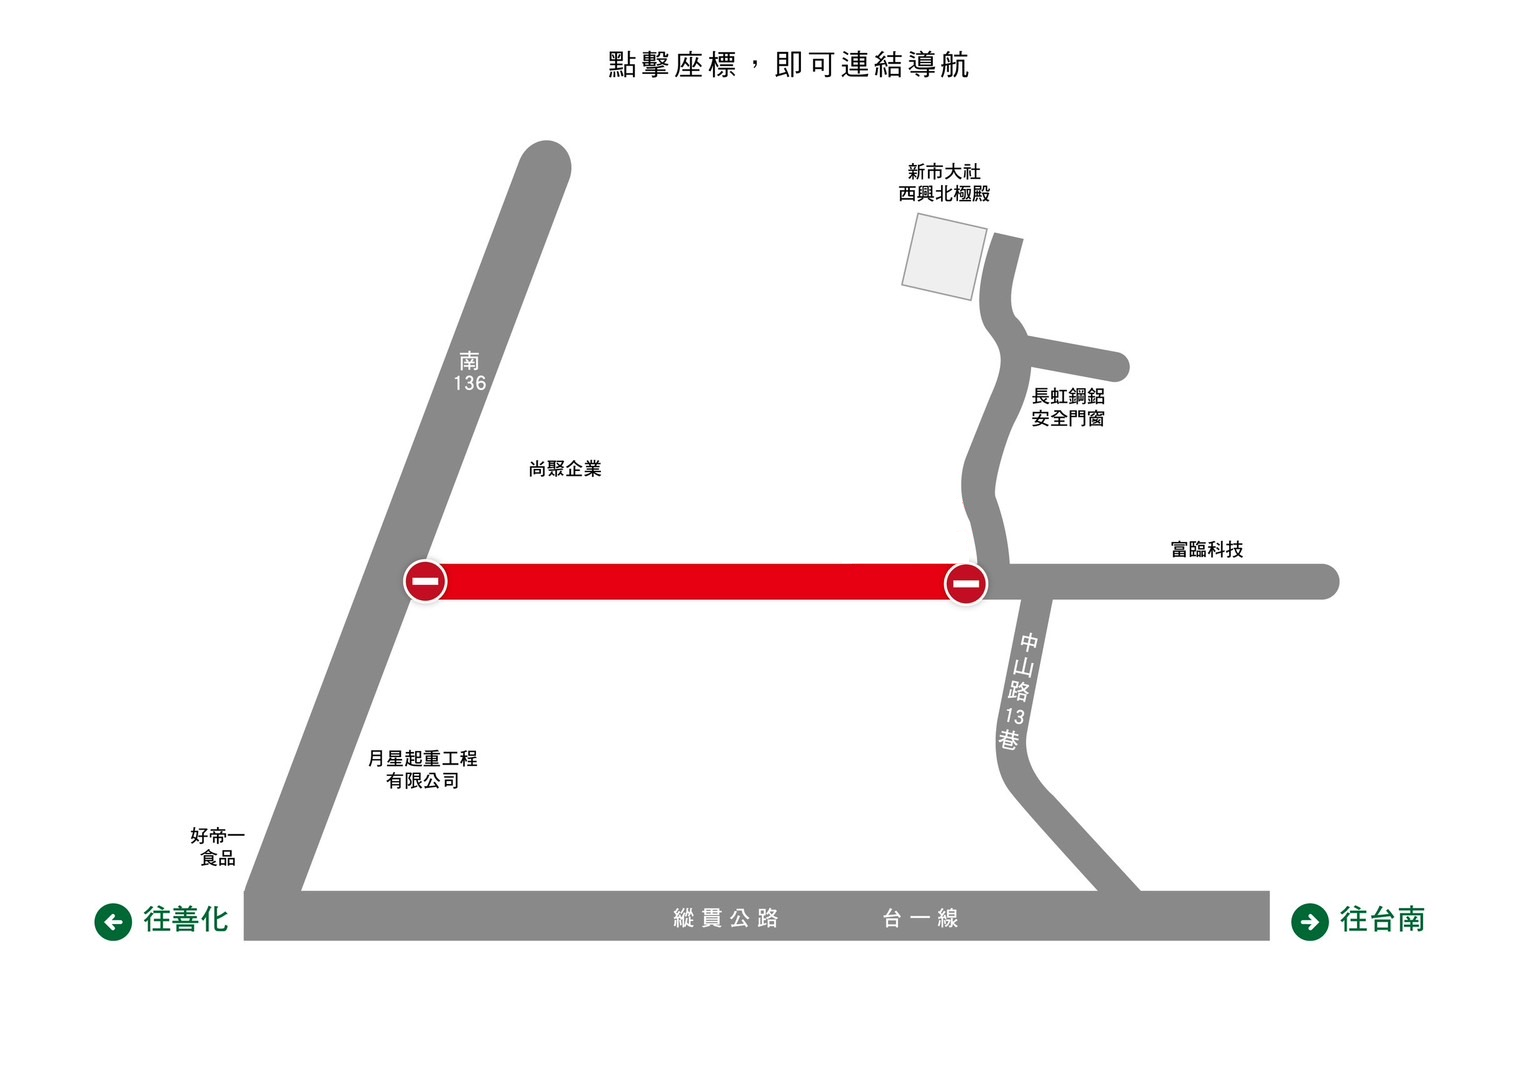 點擊座標，即可連結導航
新市大社
西興北極殿
南
136
長虹鋼鋁
安全門窗
尚聚企業
富臨科技
中山路13巷
月星起重工程
有限公司
好帝一
食品
往善化
縱貫公路 台一線
往台南